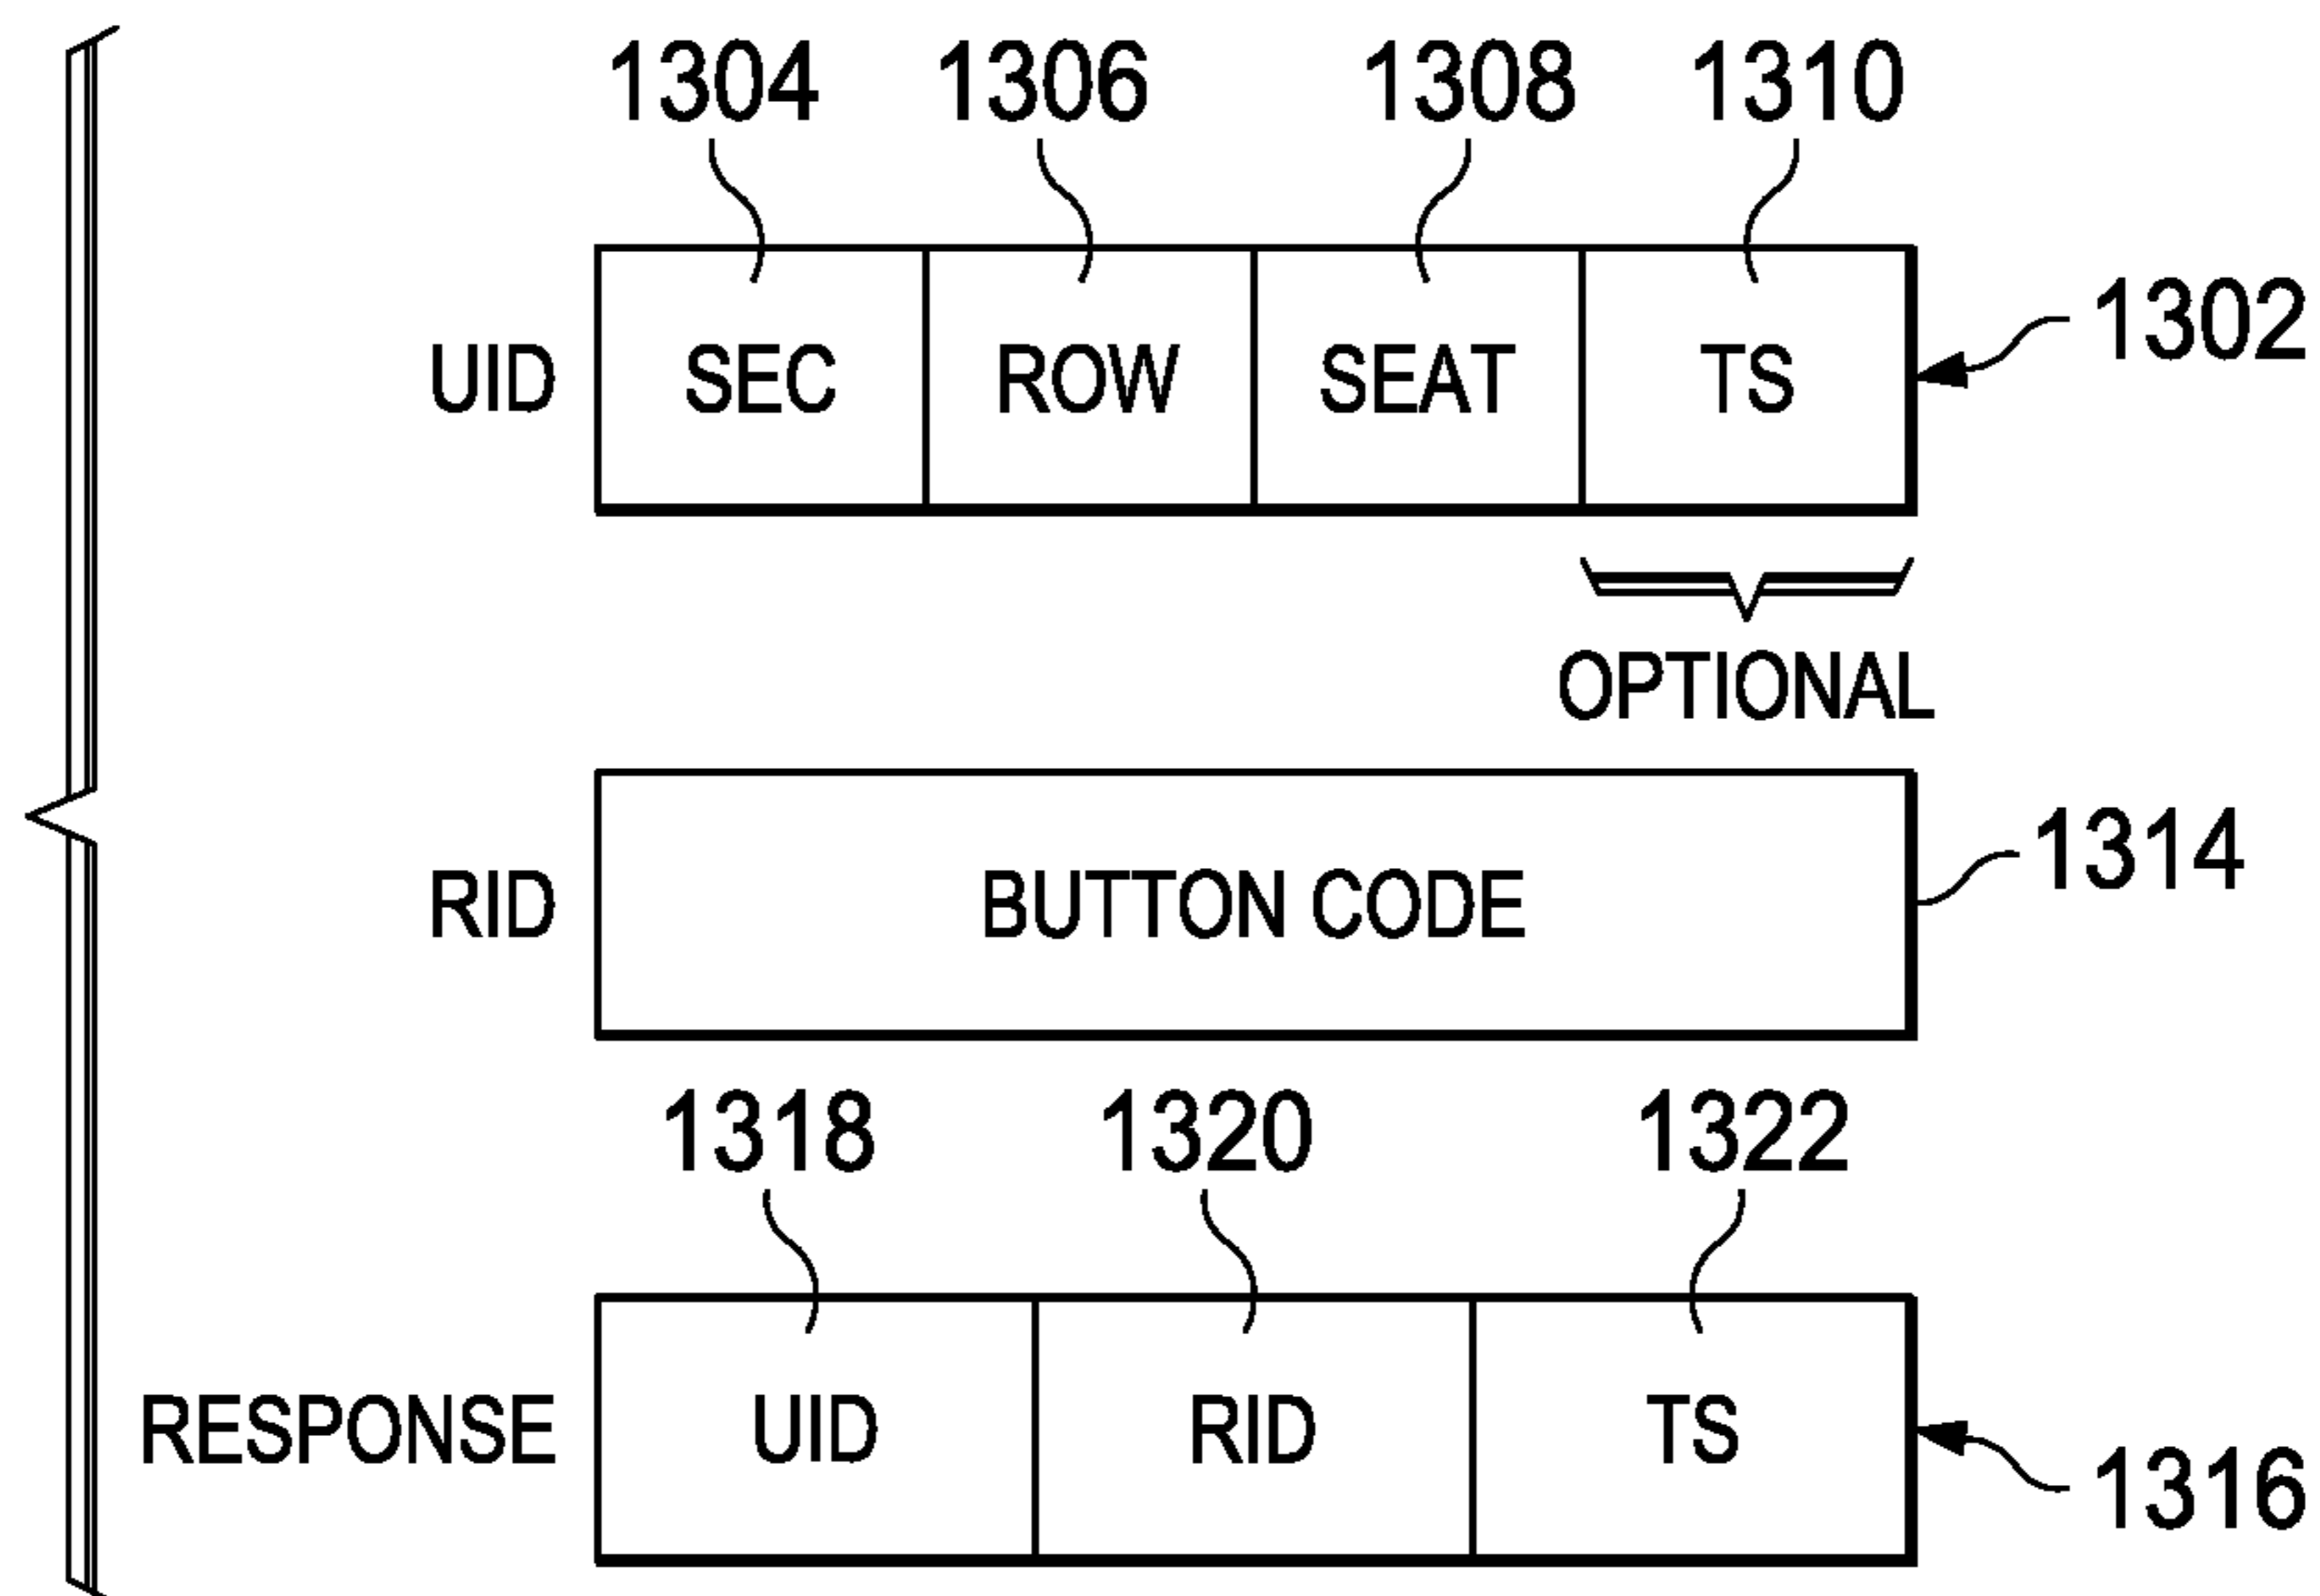 1304 1306 1308 1310
1302
UID SEC ROW SEAT TS
OPTIONAL
1314
RID BUTTON CODE
1318 1320 1322
RESPONSE UID RID TS
1316